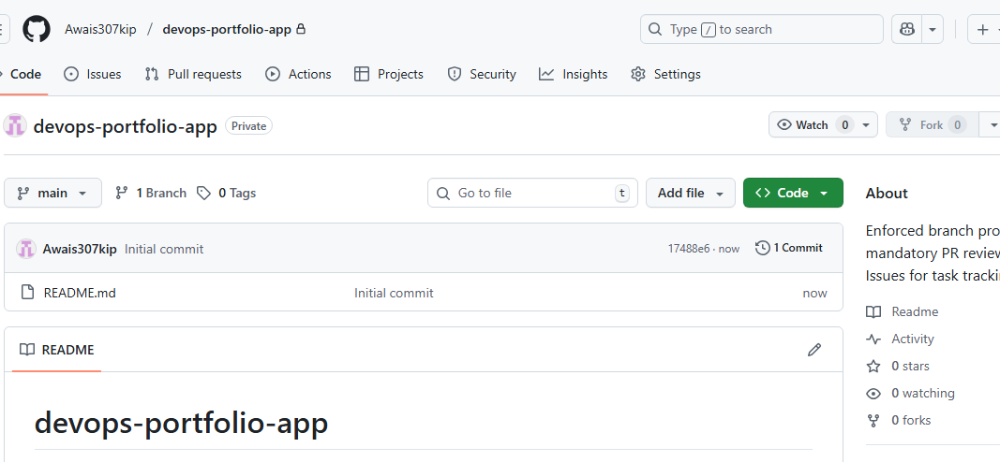 Awais307kip / devops-portfolio-app
Type / to search
Code Issues Pull requests Actions Projects Security Insights Settings
devops-portfolio-app Private
Watch 0
Fork 0
main 1 Branch 0 Tags
Go to file t
Add file
Code
Awais307kip Initial commit 17488e6 · now 1 Commit
README.md Initial commit now
README
devops-portfolio-app
About
Enforced branch pro
mandatory PR review
Issues for task tracki
Readme
Activity
0 stars
0 watching
0 forks